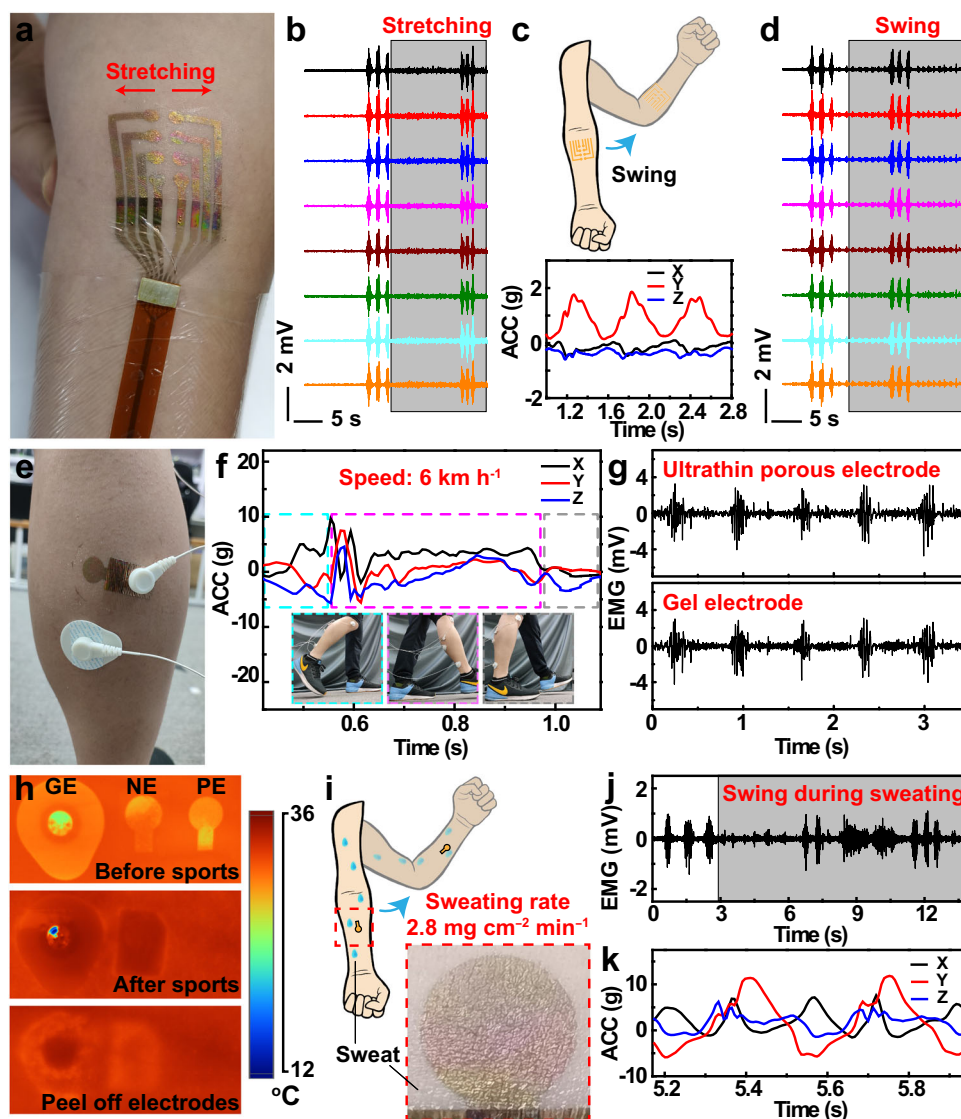 a
Stretching
b
Stretching
2 mV
5 s
c
Swing
X
Y
Z
ACC (g)
2
0
-2
1.2 1.6 2.0 2.4 2.8
Time (s)
d
Swing
2 mV
5 s
e
f
Speed: 6 km h⁻¹
X
Y
Z
ACC (g)
20
10
0
-10
-20
0.6 0.8 1.0
Time (s)
g
Ultrathin porous electrode
Gel electrode
EMG (mV)
4
0
-4
4
0
-4
0 1 2 3
Time (s)
h
GE NE PE
Before sports
After sports
Peel off electrodes
36
12
ºC
i
Sweating rate
2.8 mg cm⁻² min⁻¹
Sweat
j
Swing during sweating
EMG (mV)
2
0
-2
0 3 6 9 12
k
X
Y
Z
ACC (g)
10
0
-10
5.2 5.4 5.6 5.8
Time (s)